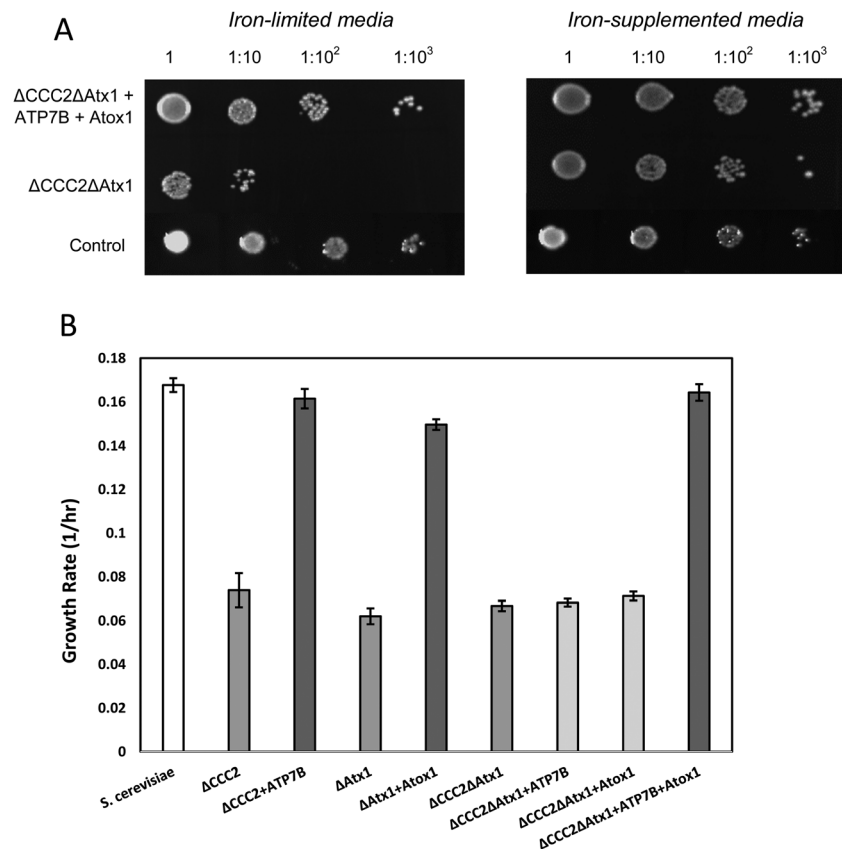 A
Iron-limited media
Iron-supplemented media
1 1:10 1:10² 1:10³
1 1:10 1:10² 1:10³
ΔCCC2ΔAtx1 +
ATP7B + Atox1
ΔCCC2ΔAtx1
Control
B
Growth Rate (1/hr)
0.18
0.16
0.14
0.12
0.1
0.08
0.06
0.04
0.02
0
S. cerevisiae
ΔCCC2
ΔCCC2+ATP7B
ΔAtx1
ΔAtx1+Atox1
ΔCCC2ΔAtx1
ΔCCC2ΔAtx1+ATP7B
ΔCCC2ΔAtx1+Atox1
ΔCCC2ΔAtx1+ATP7B+Atox1